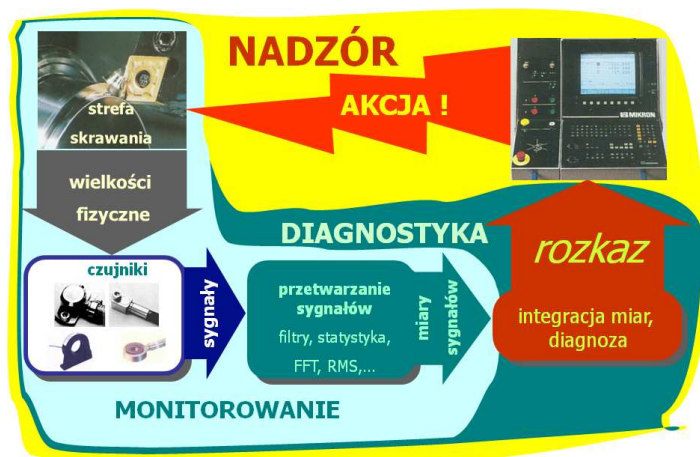 NADZÓR
AKCJA !
strefa
skrawania
MIKRON
wielkości
fizyczne
DIAGNOSTYKA
rozkaz
czujniki
sygnały
przetwarzanie
sygnałów
filtry, statystyka,
FFT, RMS,...
miary
sygnałów
integracja miar,
diagnoza
MONITOROWANIE